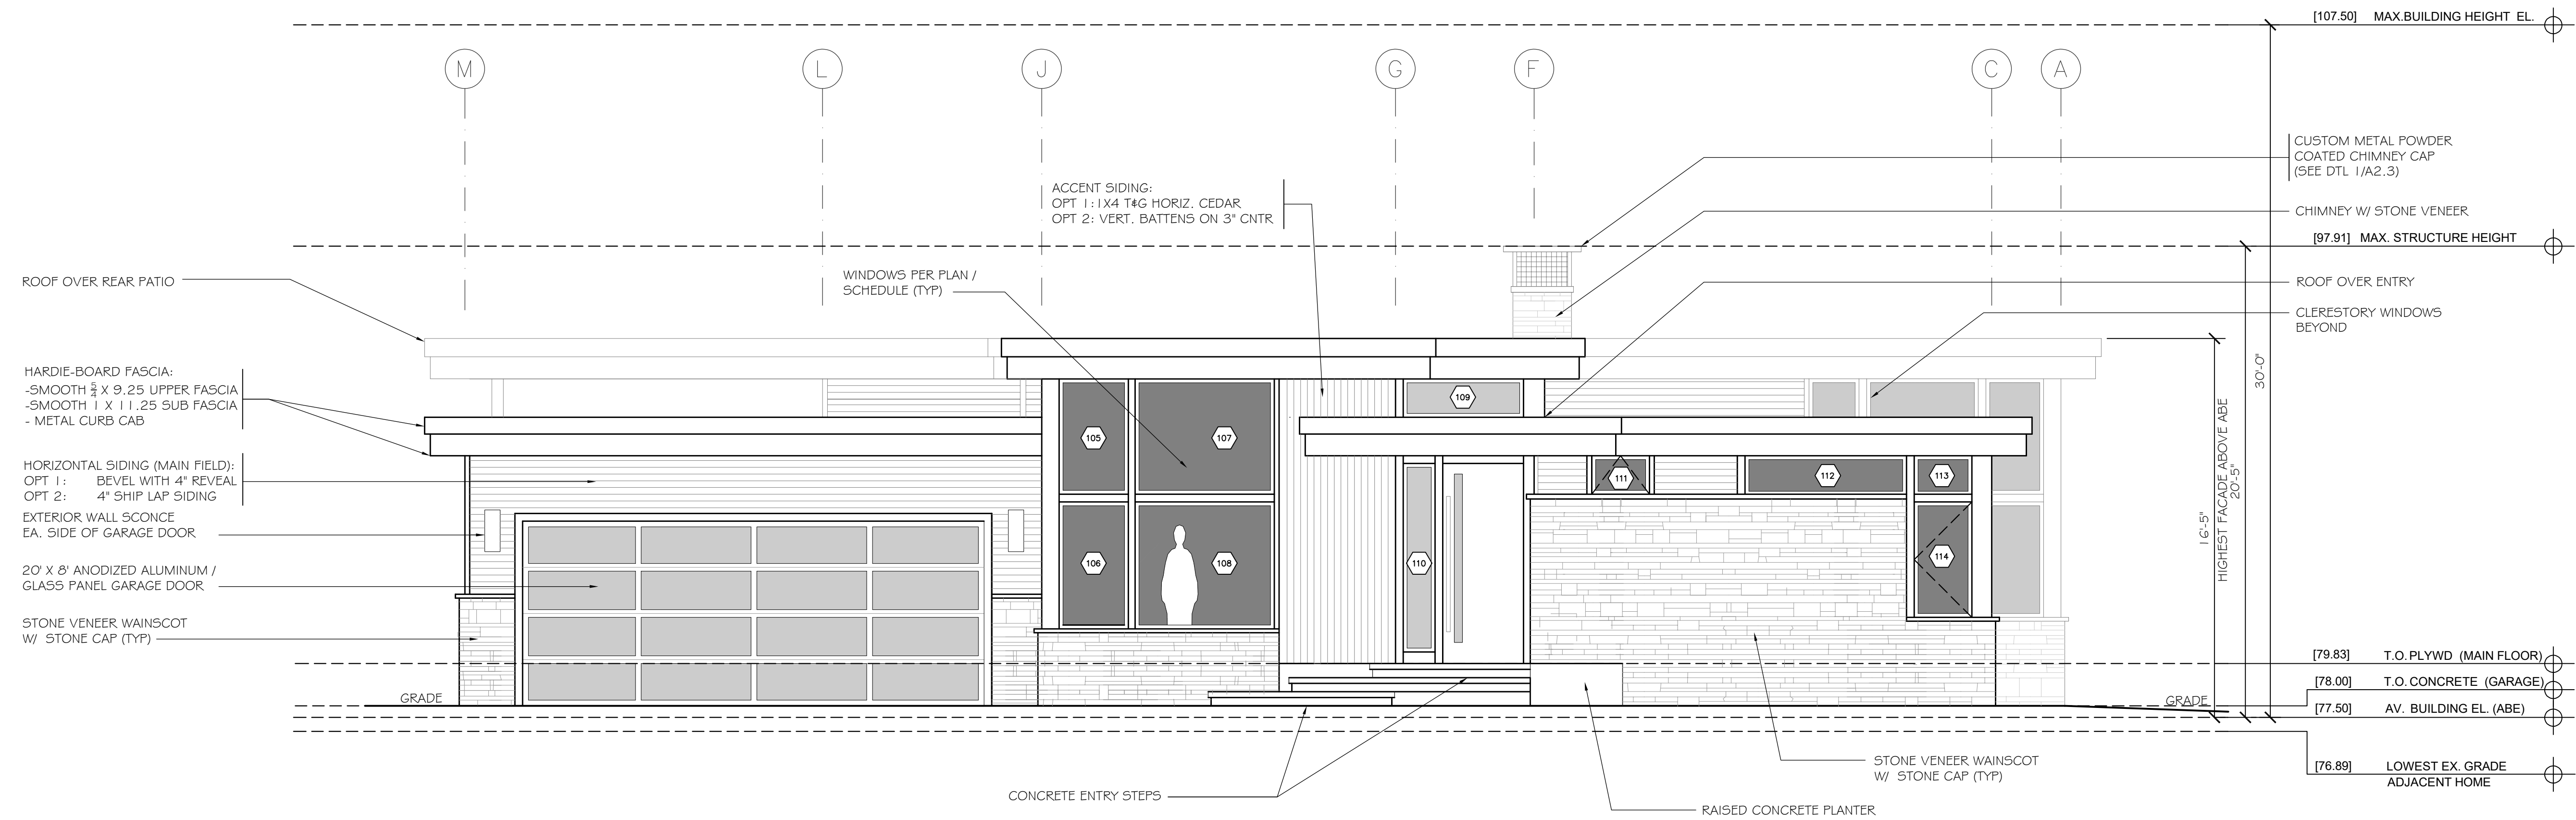 [107.50] MAX.BUILDING HEIGHT EL.
M
L
J
G
F
C
A
CUSTOM METAL POWDER
COATED CHIMNEY CAP
(SEE DTL 1/A2.3)
ACCENT SIDING:
OPT 1:1X4 T&G HORIZ. CEDAR
OPT 2: VERT. BATTENS ON 3" CNTR
CHIMNEY W/ STONE VENEER
[97.91] MAX. STRUCTURE HEIGHT
ROOF OVER REAR PATIO
WINDOWS PER PLAN /
SCHEDULE (TYP)
ROOF OVER ENTRY
CLERESTORY WINDOWS
BEYOND
HARDIE-BOARD FASCIA:
-SMOOTH 5/4 X 9.25 UPPER FASCIA
-SMOOTH 1 X 11.25 SUB FASCIA
- METAL CURB CAB
30'-0"
109
105
107
HORIZONTAL SIDING (MAIN FIELD):
OPT 1: BEVEL WITH 4" REVEAL
OPT 2: 4" SHIP LAP SIDING
111
112
113
EXTERIOR WALL SCONCE
EA. SIDE OF GARAGE DOOR
16'-5"
HIGHEST FACADE ABOVE ABE
20'-5"
106
108
110
114
20' X 8' ANODIZED ALUMINUM /
GLASS PANEL GARAGE DOOR
STONE VENEER WAINSCOT
W/ STONE CAP (TYP)
[79.83] T.O. PLYWD (MAIN FLOOR)
[78.00] T.O. CONCRETE (GARAGE)
GRADE
GRADE
[77.50] AV. BUILDING EL. (ABE)
STONE VENEER WAINSCOT
W/ STONE CAP (TYP)
[76.89] LOWEST EX. GRADE
ADJACENT HOME
CONCRETE ENTRY STEPS
RAISED CONCRETE PLANTER